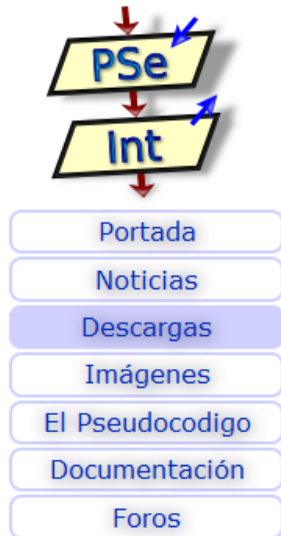 PSe
Int
Portada
Noticias
Descargas
Imágenes
El Pseudocodigo
Documentación
Foros